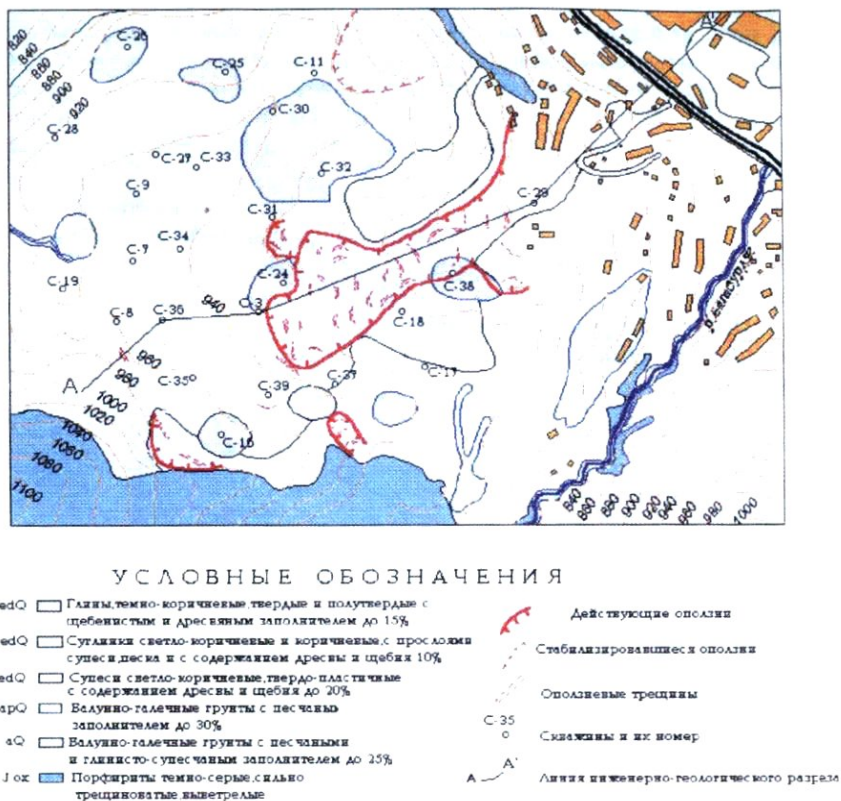 820
840
860
880
900
920
С-26
С-25
С-11
С-30
С-28
С-27
С-33
С-32
С-9
С-31
С-29
С-34
С-7
С-24
С-38
С-19
940
С-3
С-8
С-36
С-18
960
980
С-35
С-37
С-17
А
С-39
1000
1020
С-16
1040
1060
1080
1100
840
860
880
900
920
940
960
980
1000
УСЛОВНЫЕ ОБОЗНАЧЕНИЯ
edQ Глины,темно-коричневые,твердые и полутвердые с
щебенистым и дресвяным заполнителем до 15%
edQ Суглинки светло-коричневые и коричневые,с прослоями
супеси,песка и с содержанием дресвы и щебня 10%
edQ Супеси светло-коричневые,твердо-пластичные
с содержанием дресвы и щебня до 20%
apQ Валунно-галечные грунты с песчаным
заполнителем до 30%
aQ Валунно-галечные грунты с песчаными
и глинисто-супесчаным заполнителем до 25%
J ox Порфириты темно-серые,сильно
трещиноватые,выветрелые
Действующие оползни
Стабилизировавшиеся оползни
Оползневые трещины
С-35
Скважины и их номер
А А' Линия инженерно-геологического разреза